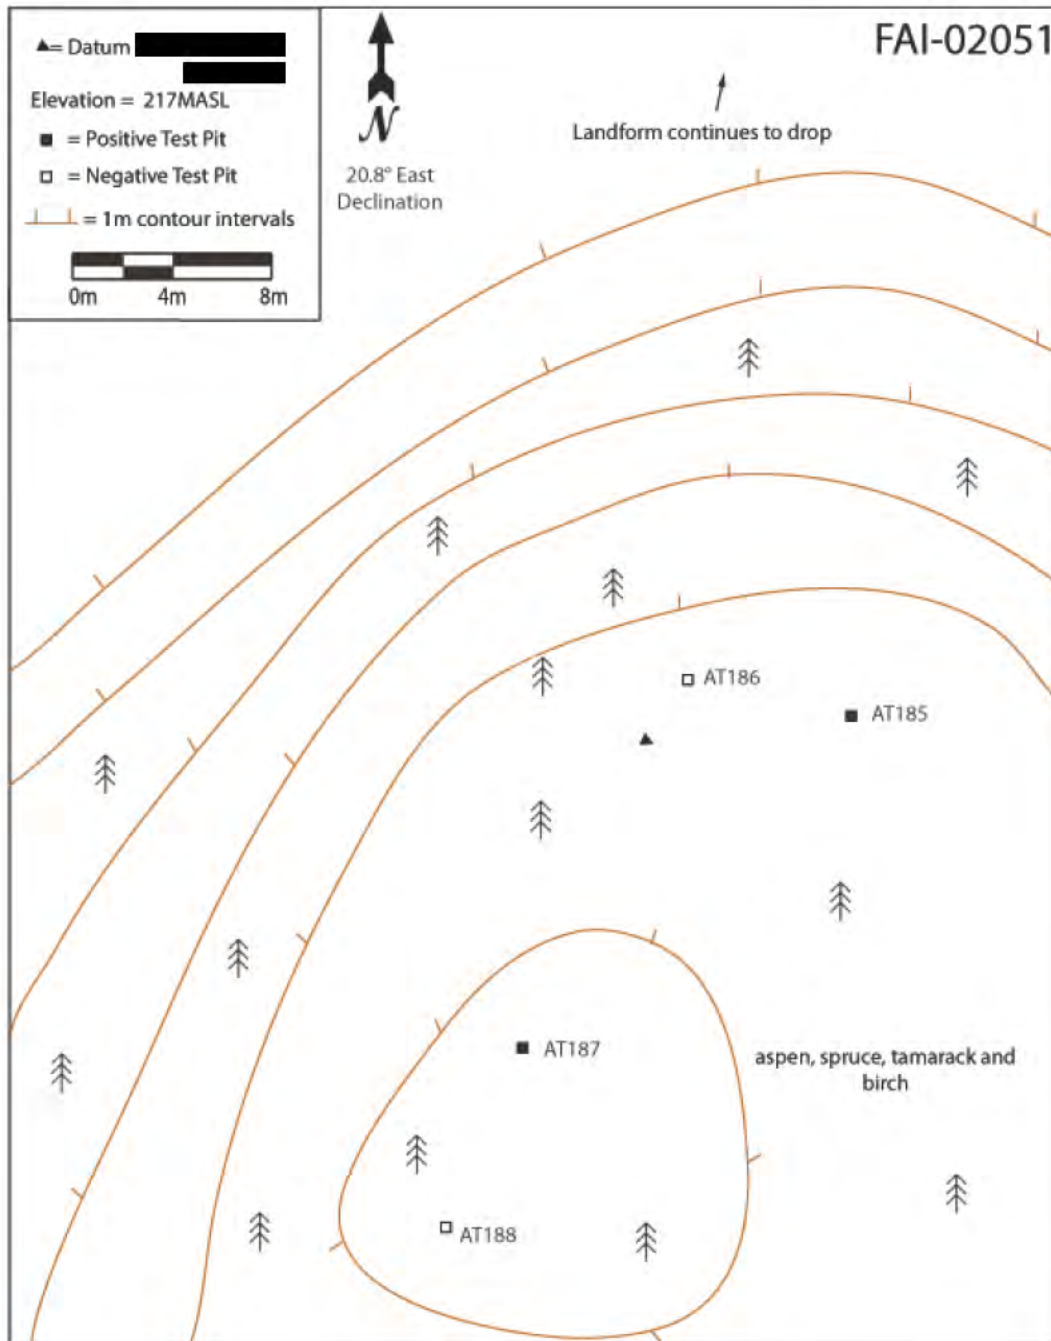 = Datum
Elevation = 217MASL
= Positive Test Pit
= Negative Test Pit
= 1m contour intervals
0m 4m 8m
N
20.8° East
Declination
FAI-02051
Landform continues to drop
AT186
AT185
AT187
aspen, spruce, tamarack and
birch
AT188